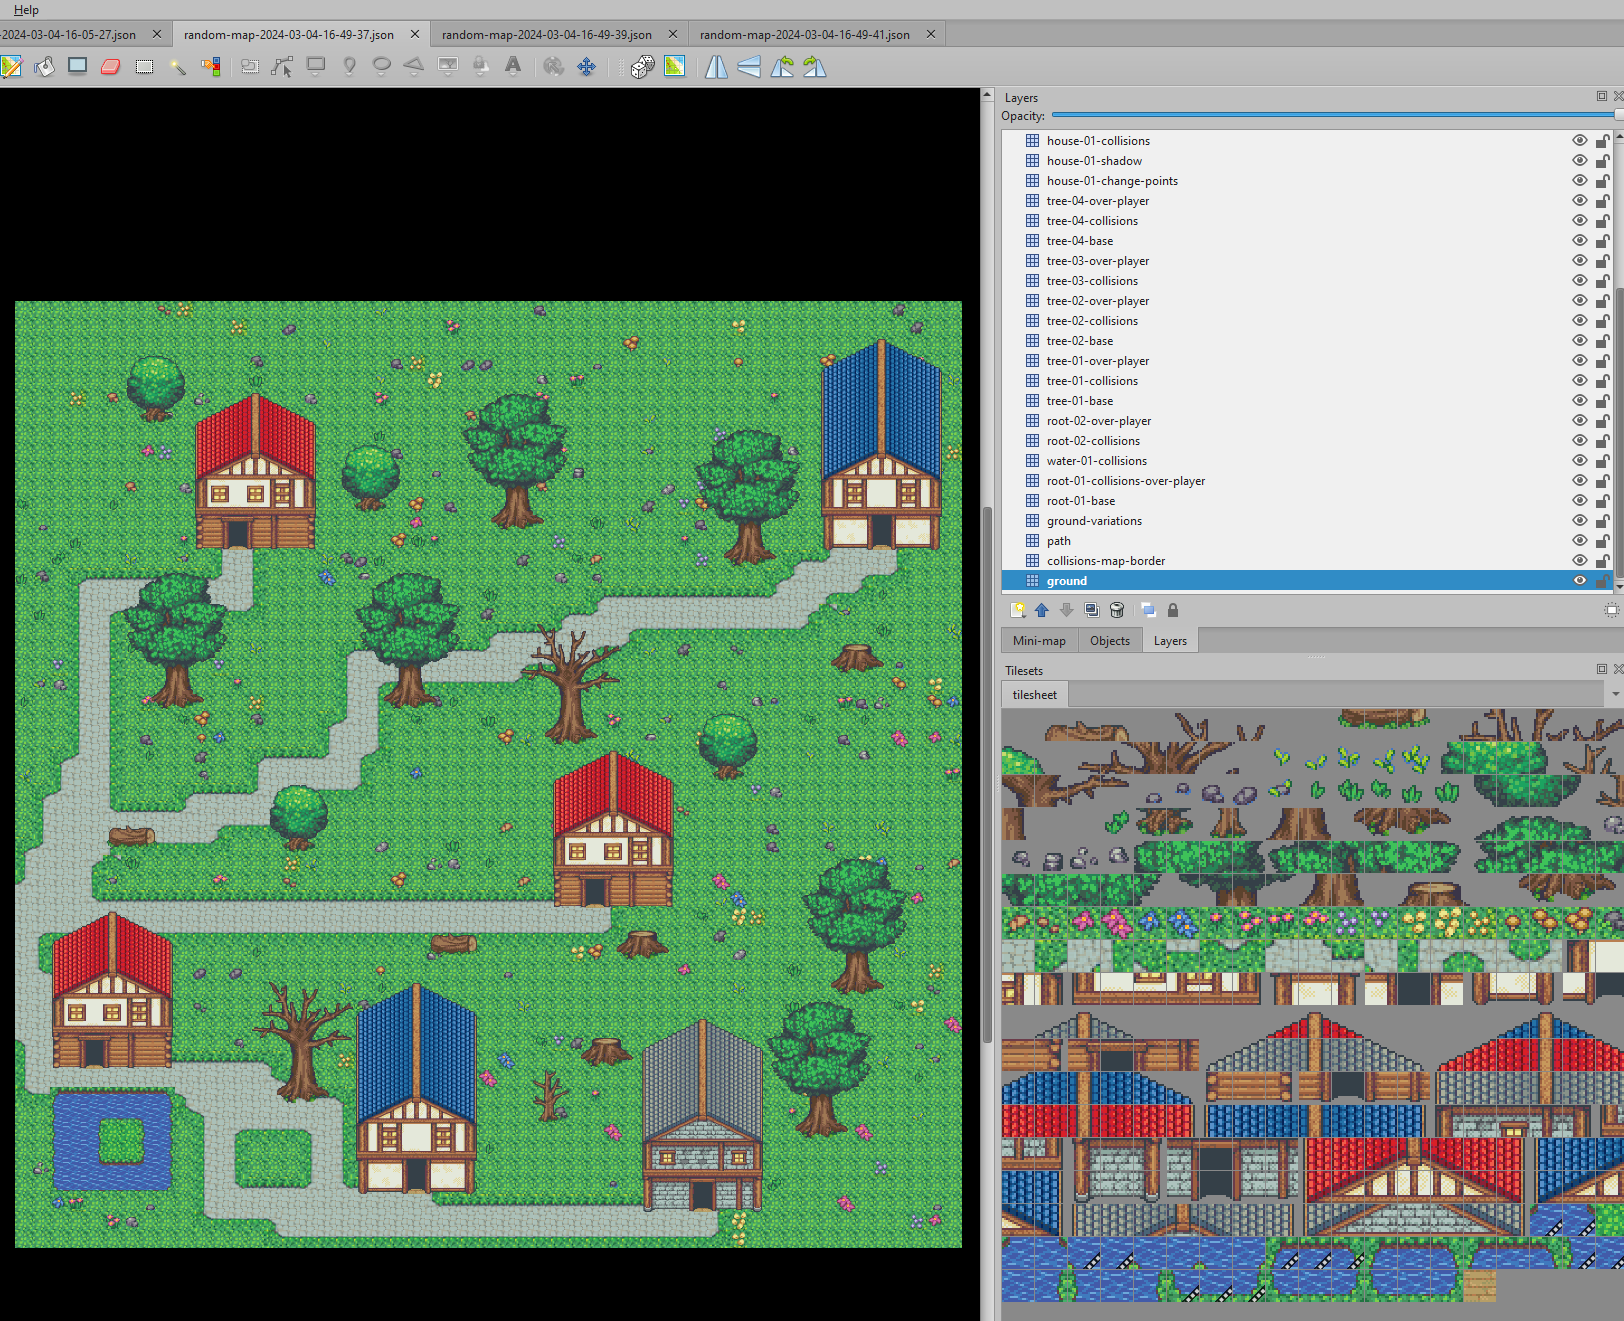 Help
-2024-03-04-16-05-27.json
random-map-2024-03-04-16-49-37.json
random-map-2024-03-04-16-49-39.json
random-map-2024-03-04-16-49-41.json
Layers
Opacity:
house-01-collisions
house-01-shadow
house-01-change-points
tree-04-over-player
tree-04-collisions
tree-04-base
tree-03-over-player
tree-03-collisions
tree-02-over-player
tree-02-collisions
tree-02-base
tree-01-over-player
tree-01-collisions
tree-01-base
root-02-over-player
root-02-collisions
water-01-collisions
root-01-collisions-over-player
root-01-base
ground-variations
path
collisions-map-border
ground
Mini-map
Objects
Layers
Tilesets
tilesheet